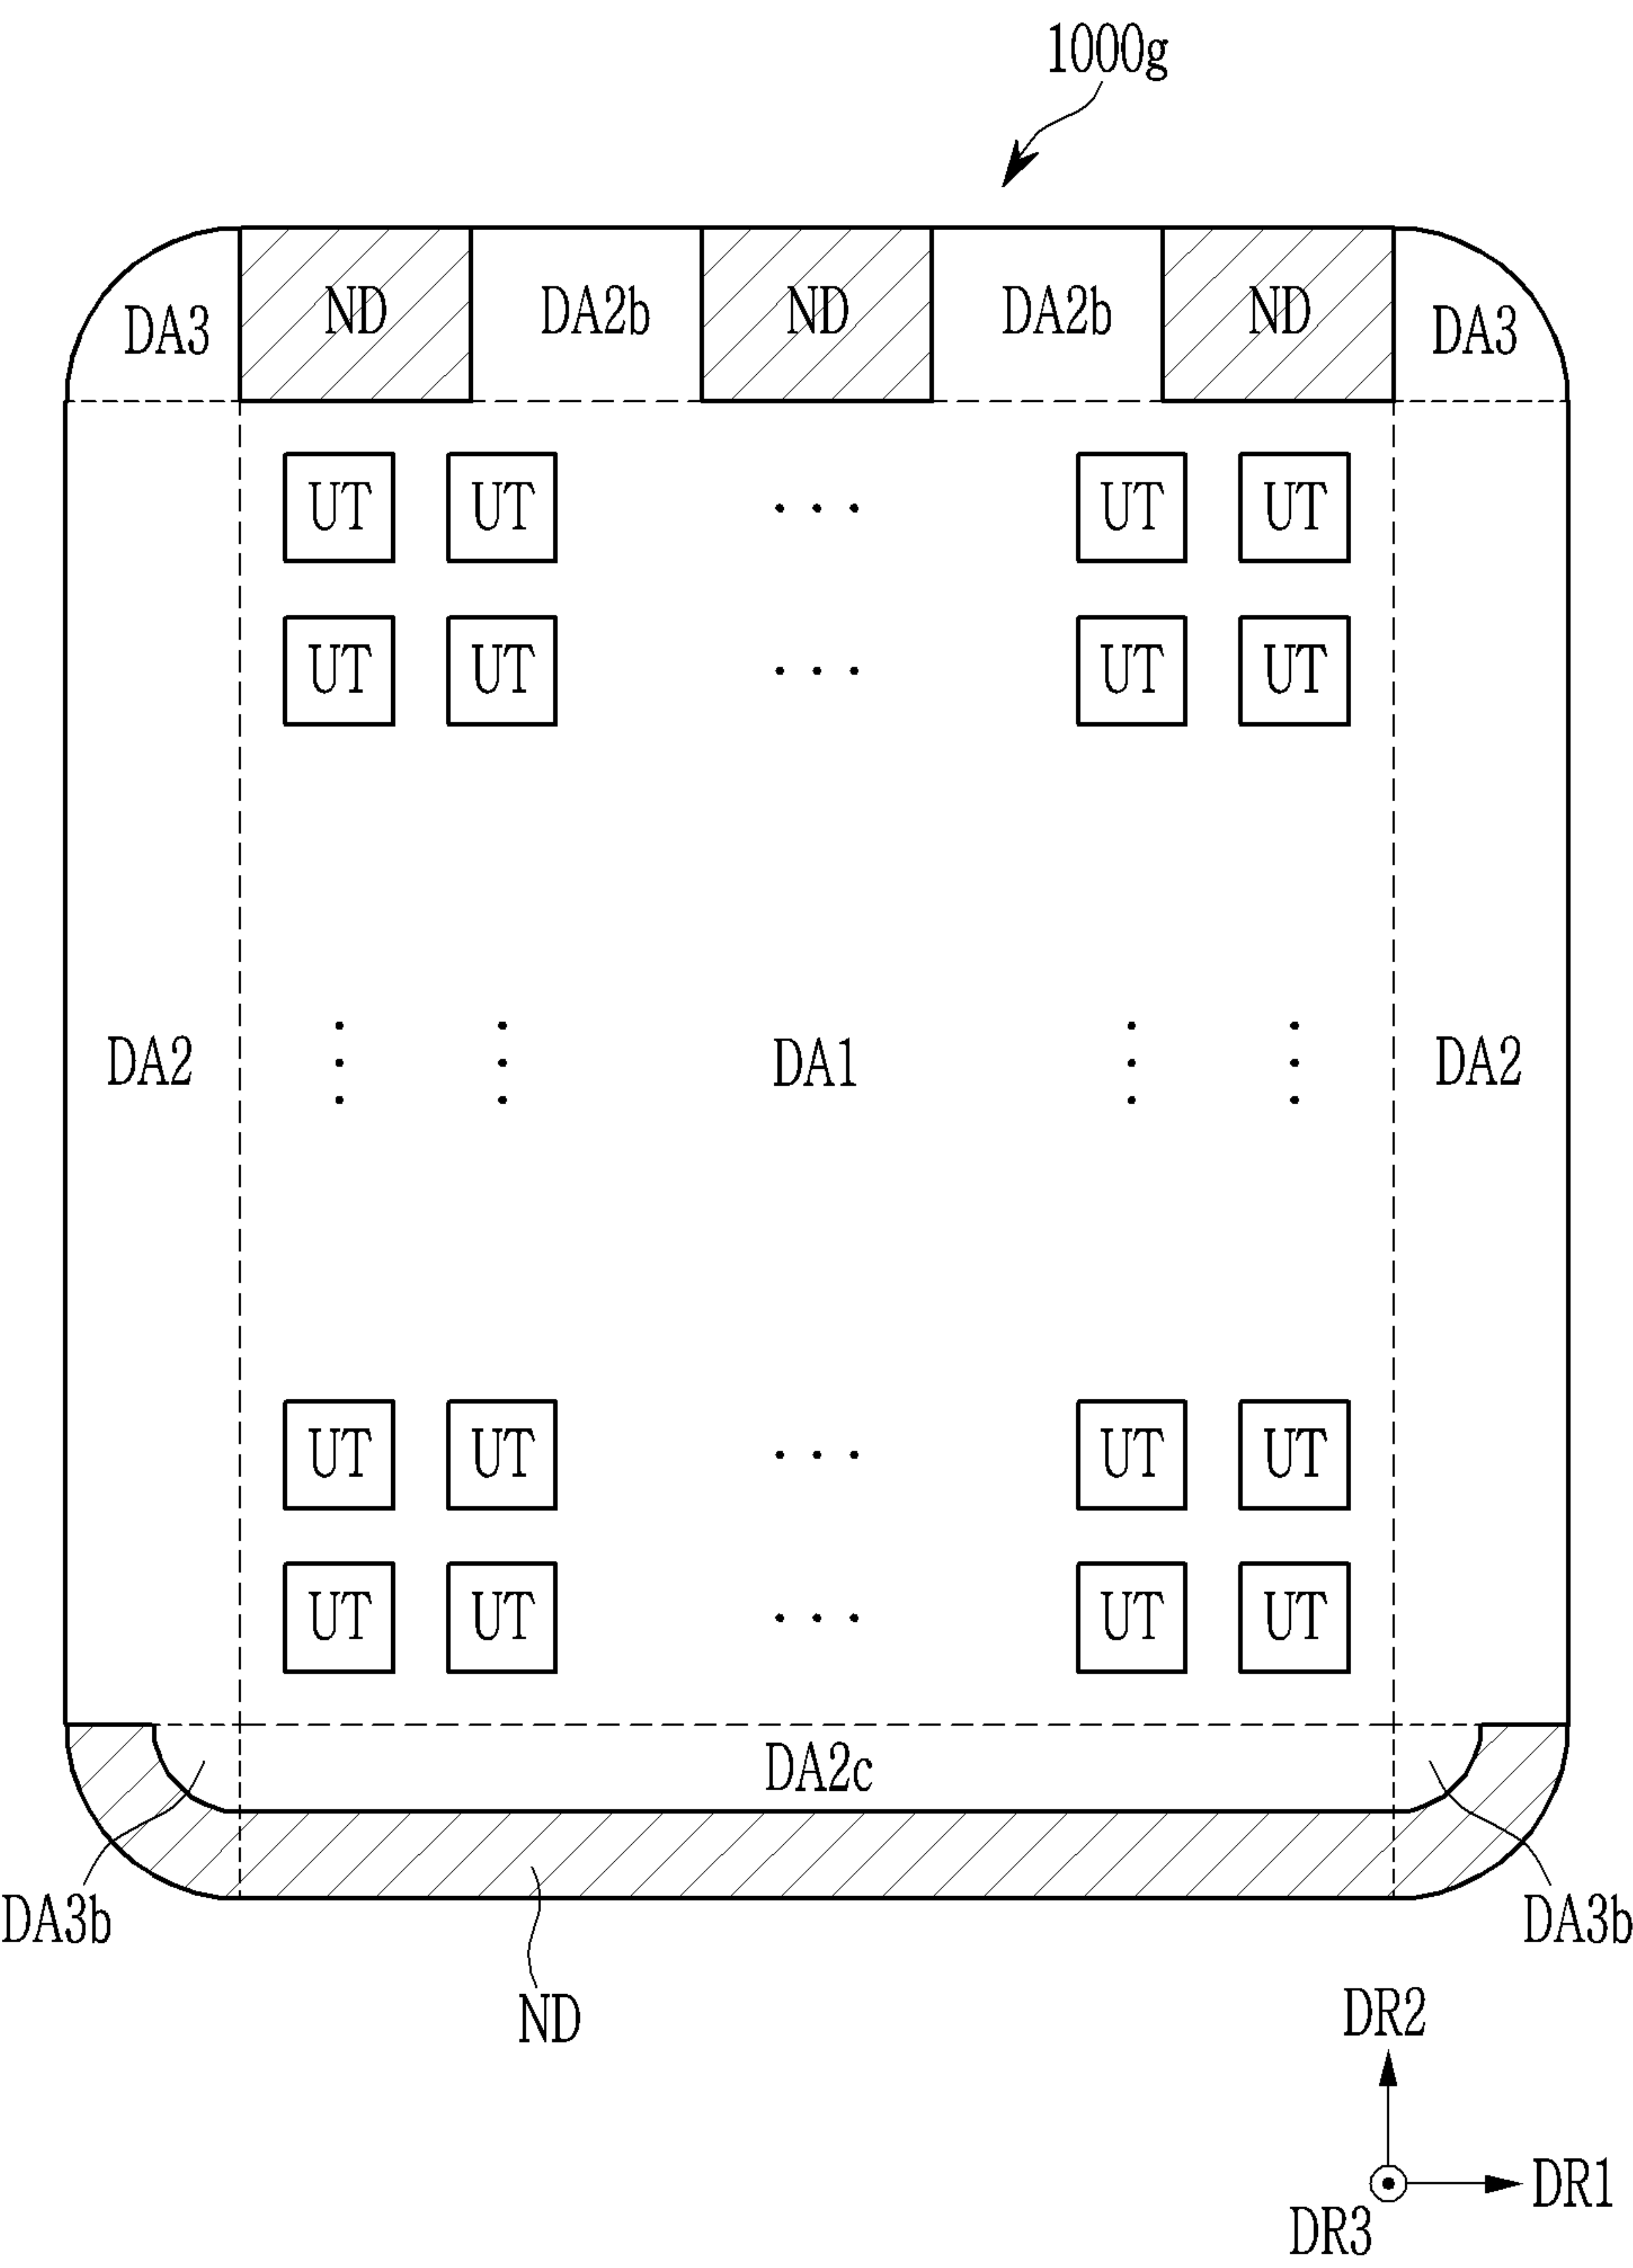 1000g
DA3 ND DA2b ND DA2b ND DA3
UT UT ... UT UT
UT UT ... UT UT
DA2 DA1 DA2
UT UT ... UT UT
UT UT ... UT UT
DA2c
DA3b DA3b
ND
DR2
DR1
DR3